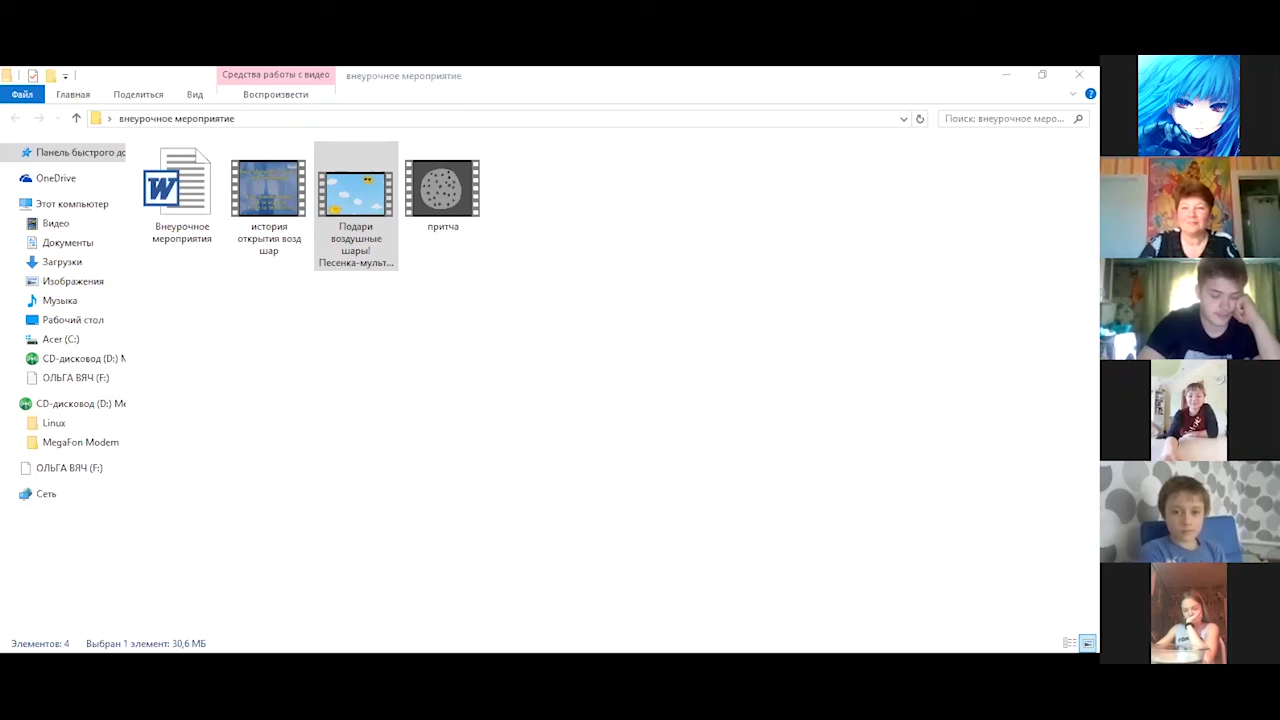 Средства работы с видео
внеурочное мероприятие
Файл
Главная
Поделиться
Вид
Воспроизвести
внеурочное мероприятие
Поиск: внеурочное меро...
Панель быстрого до
OneDrive
Этот компьютер
Видео
Документы
Загрузки
Изображения
Музыка
Рабочий стол
Acer (C:)
CD-дисковод (D:) M
ОЛЬГА ВЯЧ (F:)
CD-дисковод (D:) Me
Linux
MegaFon Modem
ОЛЬГА ВЯЧ (F:)
Сеть
W
Внеурочное
мероприятия
история
открытия возд
шар
Подари
воздушные
шары!
Песенка-мульт...
притча
Элементов: 4
Выбран 1 элемент: 30,6 МБ